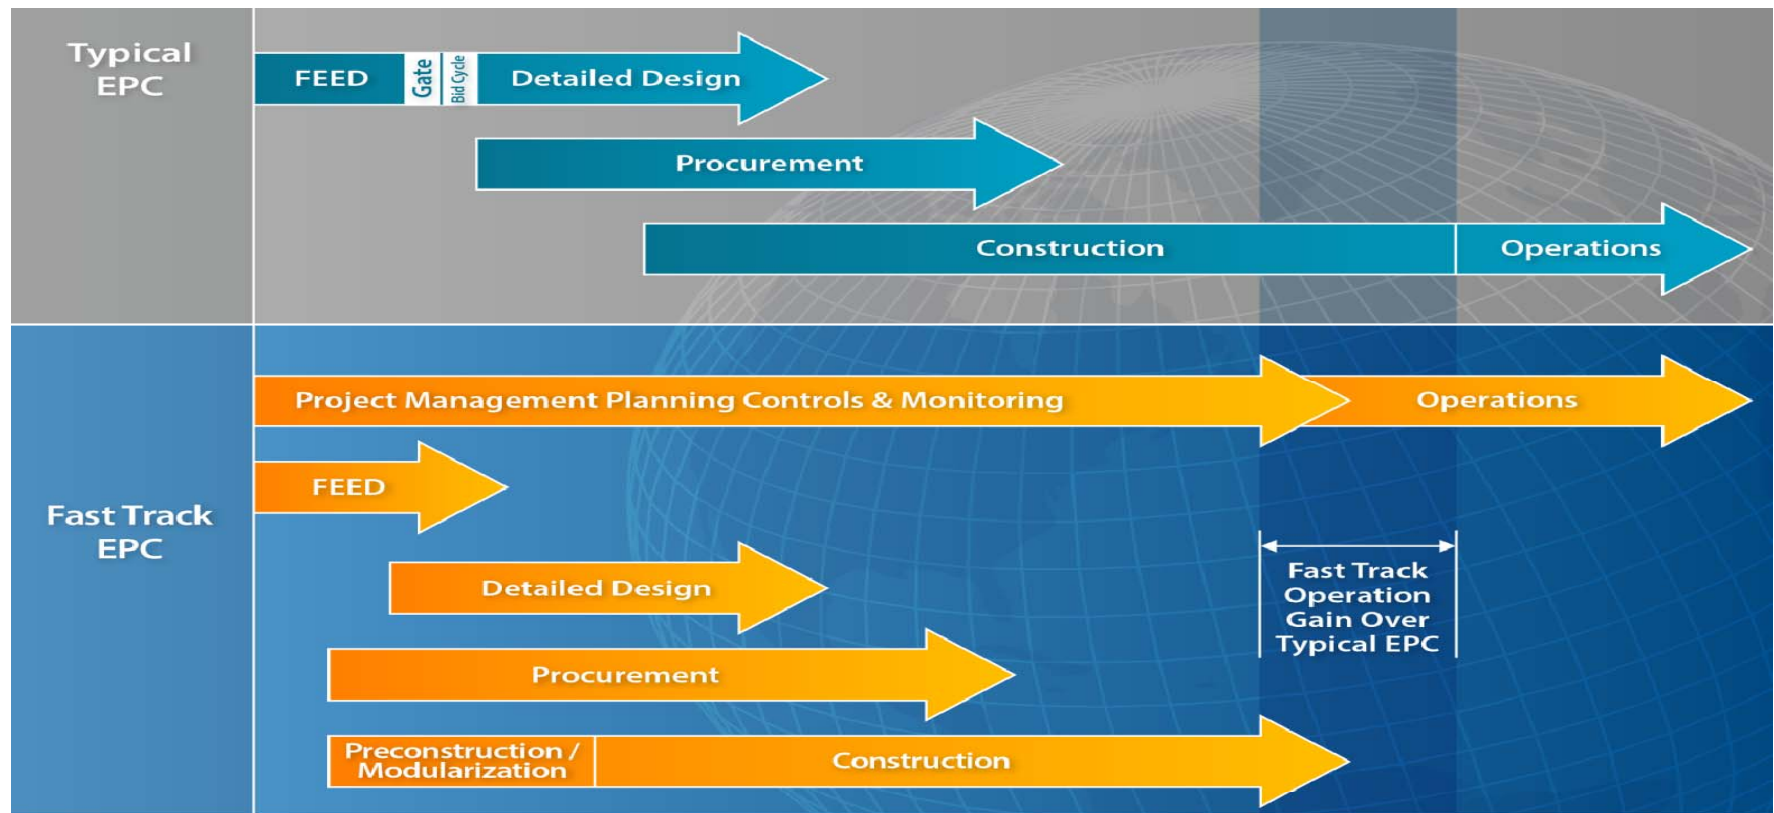 Typical
EPC
FEED
Gate
Bid Cycle
Detailed Design
Procurement
Construction
Operations
Fast Track
EPC
Project Management Planning Controls & Monitoring
Operations
FEED
Detailed Design
Procurement
Preconstruction /
Modularization
Construction
Fast Track
Operation
Gain Over
Typical EPC